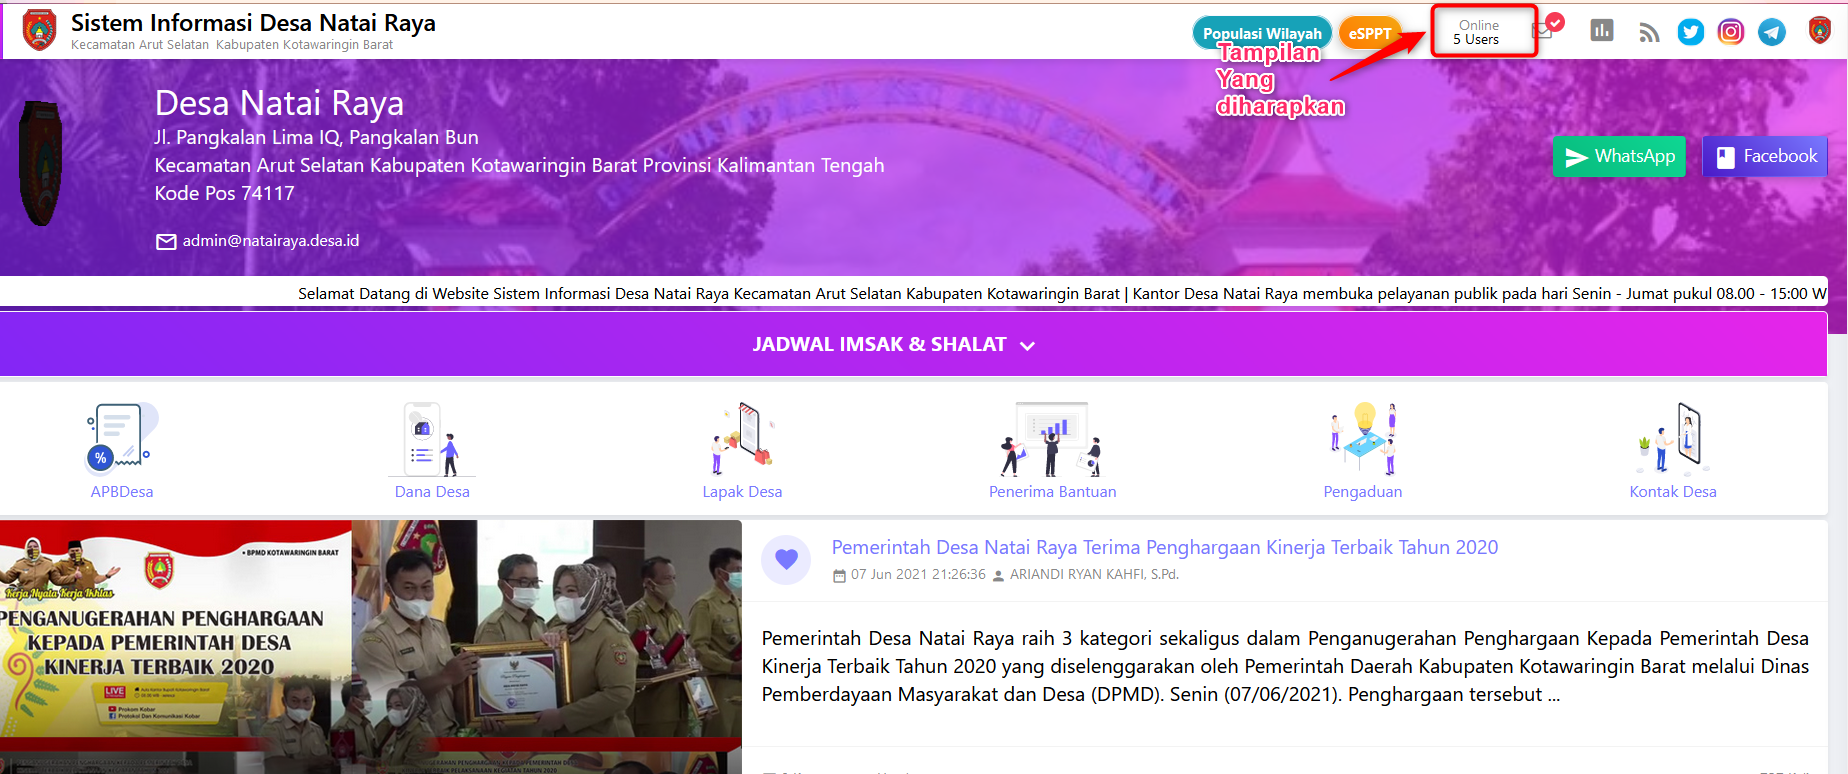 Sistem Informasi Desa Natai Raya
Kecamatan Arut Selatan Kabupaten Kotawaringin Barat
Populasi Wilayah
eSPPT
Online
5 Users
Tampilan
Yang
diharapkan
Desa Natai Raya
Jl. Pangkalan Lima IQ, Pangkalan Bun
Kecamatan Arut Selatan Kabupaten Kotawaringin Barat Provinsi Kalimantan Tengah
Kode Pos 74117
admin@natairaya.desa.id
WhatsApp
Facebook
Selamat Datang di Website Sistem Informasi Desa Natai Raya Kecamatan Arut Selatan Kabupaten Kotawaringin Barat | Kantor Desa Natai Raya membuka pelayanan publik pada hari Senin - Jumat pukul 08.00 - 15:00 W
JADWAL IMSAK & SHALAT
%
APBDesa
Dana Desa
Lapak Desa
Penerima Bantuan
Pengaduan
Kontak Desa
• BPMD KOTAWARINGIN BARAT
Kerja Nyata Kerja Ikhlas
PENGANUGERAHAN PENGHARGAAN
KEPADA PEMERINTAH DESA
KINERJA TERBAIK 2020
LIVE
Prokom Kobar
Protokol Dan Komunikasi Kobar
Pemerintah Desa Natai Raya Terima Penghargaan Kinerja Terbaik Tahun 2020
07 Jun 2021 21:26:36 ARIANDI RYAN KAHFI, S.Pd.
Pemerintah Desa Natai Raya raih 3 kategori sekaligus dalam Penganugerahan Penghargaan Kepada Pemerintah Desa
Kinerja Terbaik Tahun 2020 yang diselenggarakan oleh Pemerintah Daerah Kabupaten Kotawaringin Barat melalui Dinas
Pemberdayaan Masyarakat dan Desa (DPMD). Senin (07/06/2021). Penghargaan tersebut ...